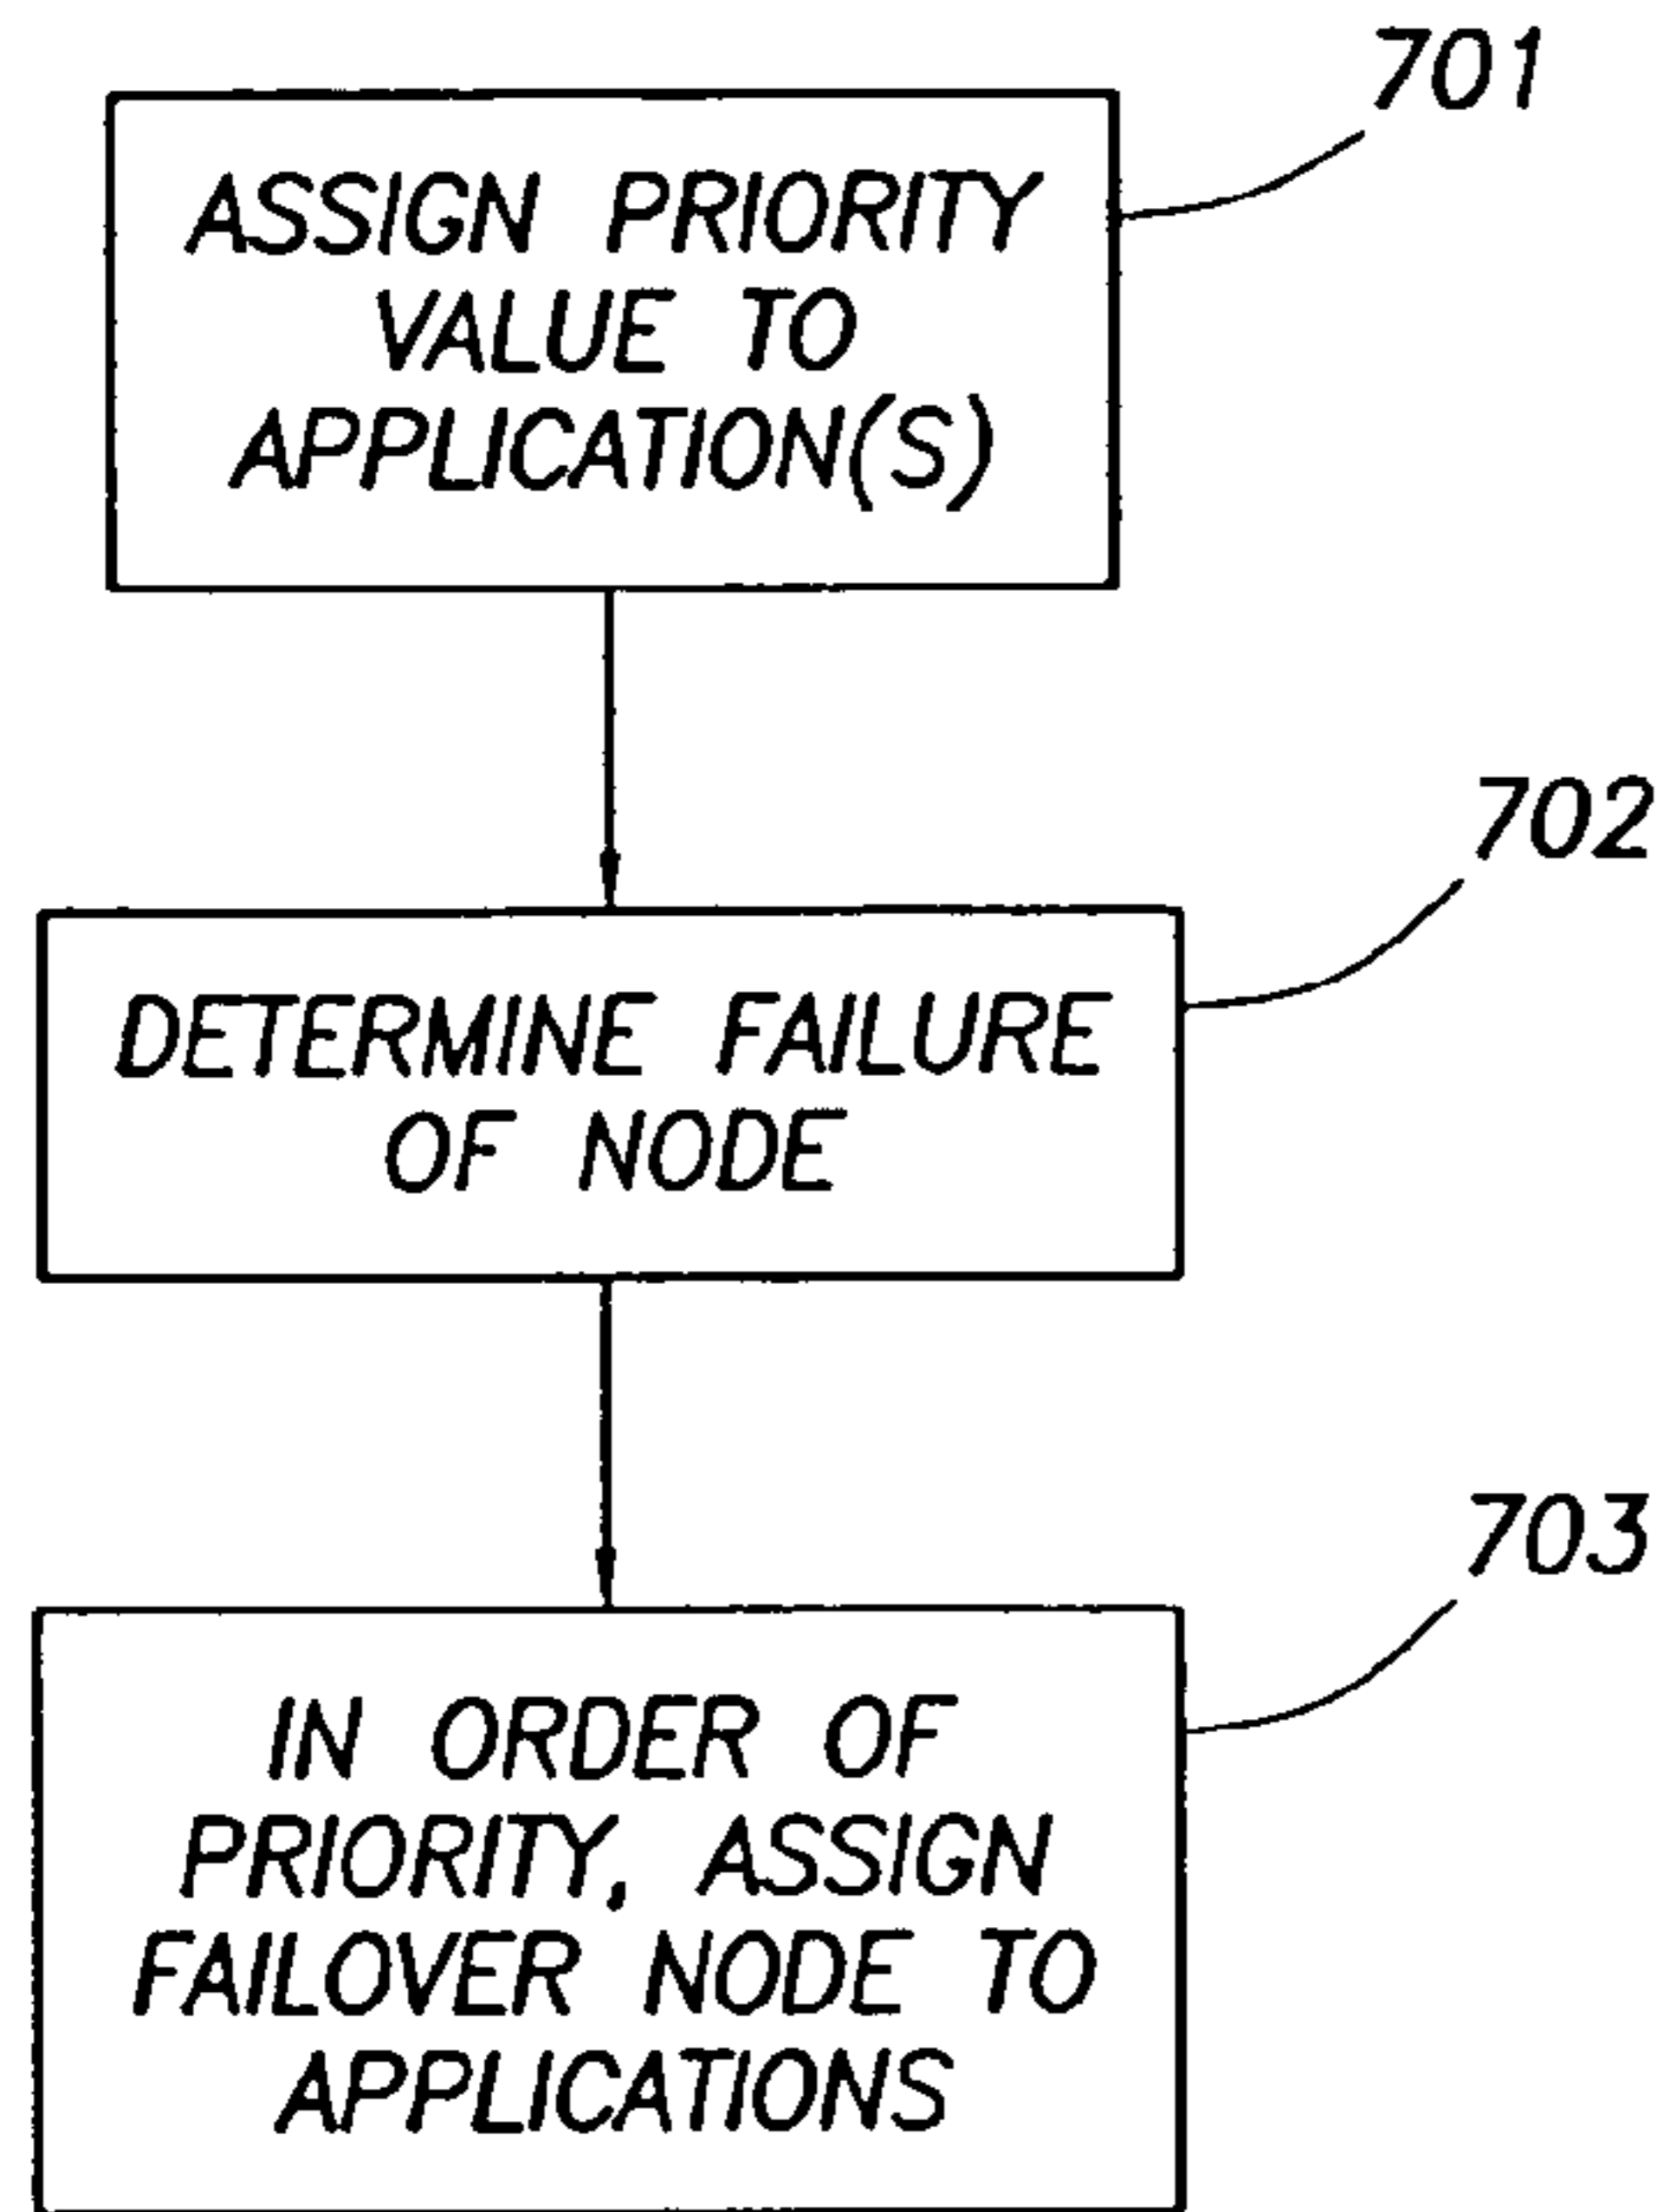 701
ASSIGN PRIORITY
VALUE TO
APPLICATION(S)
702
DETERMINE FAILURE
OF NODE
703
IN ORDER OF
PRIORITY, ASSIGN
FAILOVER NODE TO
APPLICATIONS